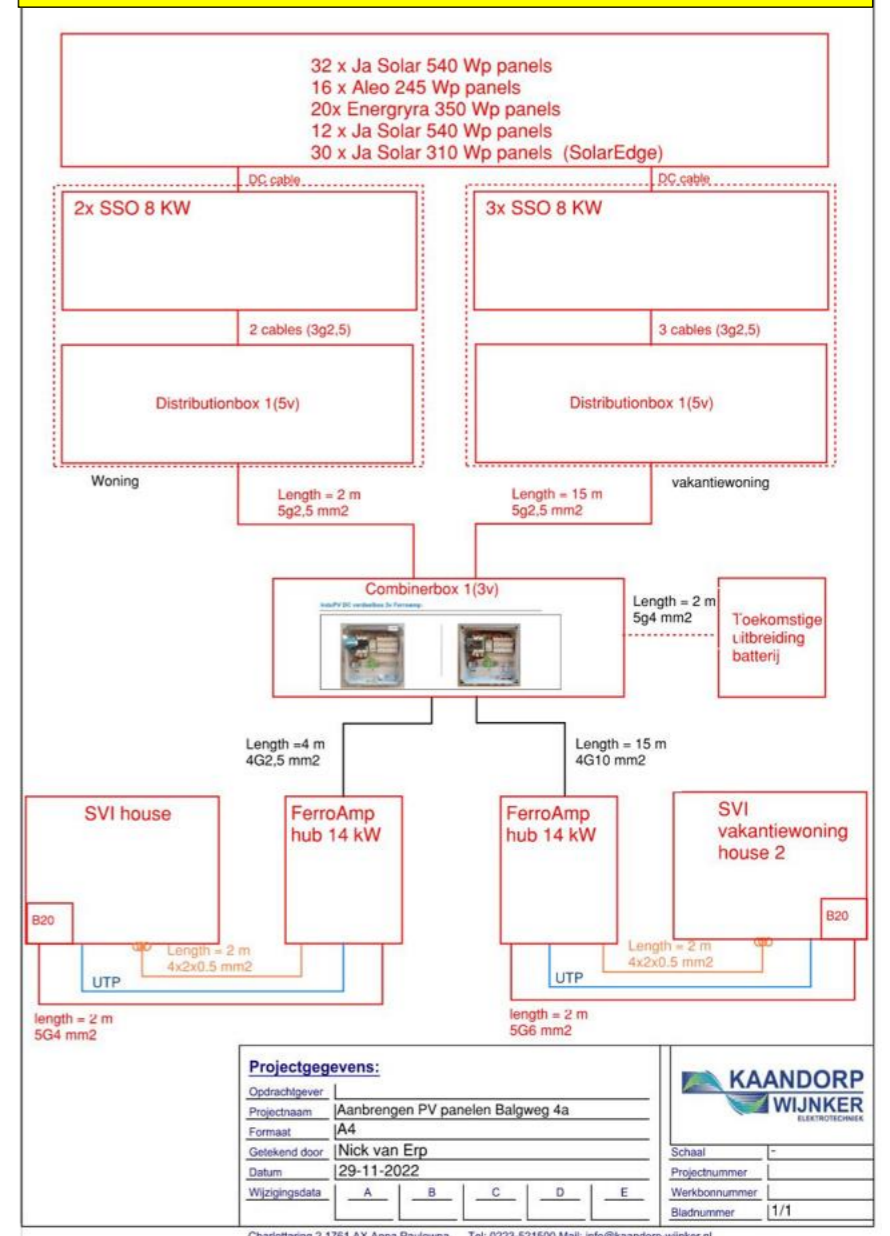 32 x Ja Solar 540 Wp panels
16 x Aleo 245 Wp panels
20x Energryra 350 Wp panels
12 x Ja Solar 540 Wp panels
30 x Ja Solar 310 Wp panels (SolarEdge)
DC cable
DC cable
2x SSO 8 KW
3x SSO 8 KW
2 cables (3g2,5)
3 cables (3g2,5)
Distributionbox 1(5v)
Distributionbox 1(5v)
Woning
vakantiewoning
Length = 2 m
5g2,5 mm2
Length = 15 m
5g2,5 mm2
Combinerbox 1(3v)
Length = 2 m
5g4 mm2
Toekomstige
uitbreiding
batterij
Length =4 m
4G2,5 mm2
Length = 15 m
4G10 mm2
SVI house
FerroAmp
hub 14 kW
FerroAmp
hub 14 kW
SVI
vakantiewoning
house 2
B20
B20
Length = 2 m
4x2x0.5 mm2
Length = 2 m
4x2x0.5 mm2
UTP
UTP
length = 2 m
5G4 mm2
length = 2 m
5G6 mm2
Projectgegevens:
Opdrachtgever
Projectnaam Aanbrengen PV panelen Balgweg 4a
Formaat A4
Getekend door Nick van Erp
Datum 29-11-2022
Wijzigingsdata A B C D E
KAANDORP
WIJNKER
ELEKTROTECHNIEK
Schaal -
Projectnummer
Werkbonnummer
Bladnummer 1/1